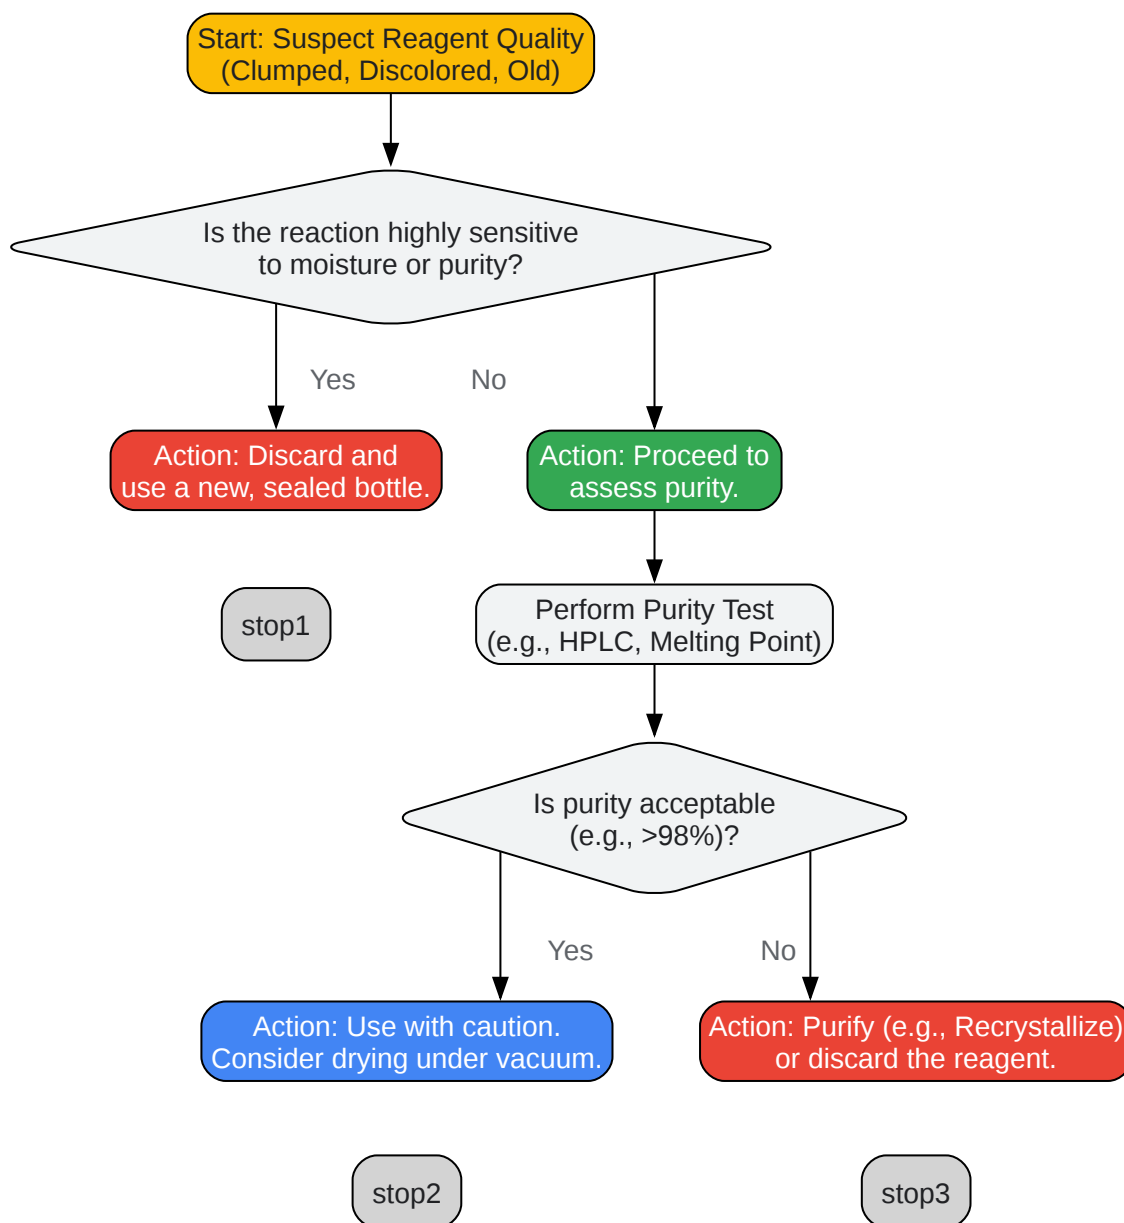 Start: Suspect Reagent Quality
(Clumped, Discolored, Old)
Is the reaction highly sensitive
to moisture or purity?
Yes
No
Action: Discard and
use a new, sealed bottle.
Action: Proceed to
assess purity.
stop1
Perform Purity Test
(e.g., HPLC, Melting Point)
Is purity acceptable
(e.g., >98%)?
Yes
No
Action: Use with caution.
Consider drying under vacuum.
Action: Purify (e.g., Recrystallize)
or discard the reagent.
stop2
stop3